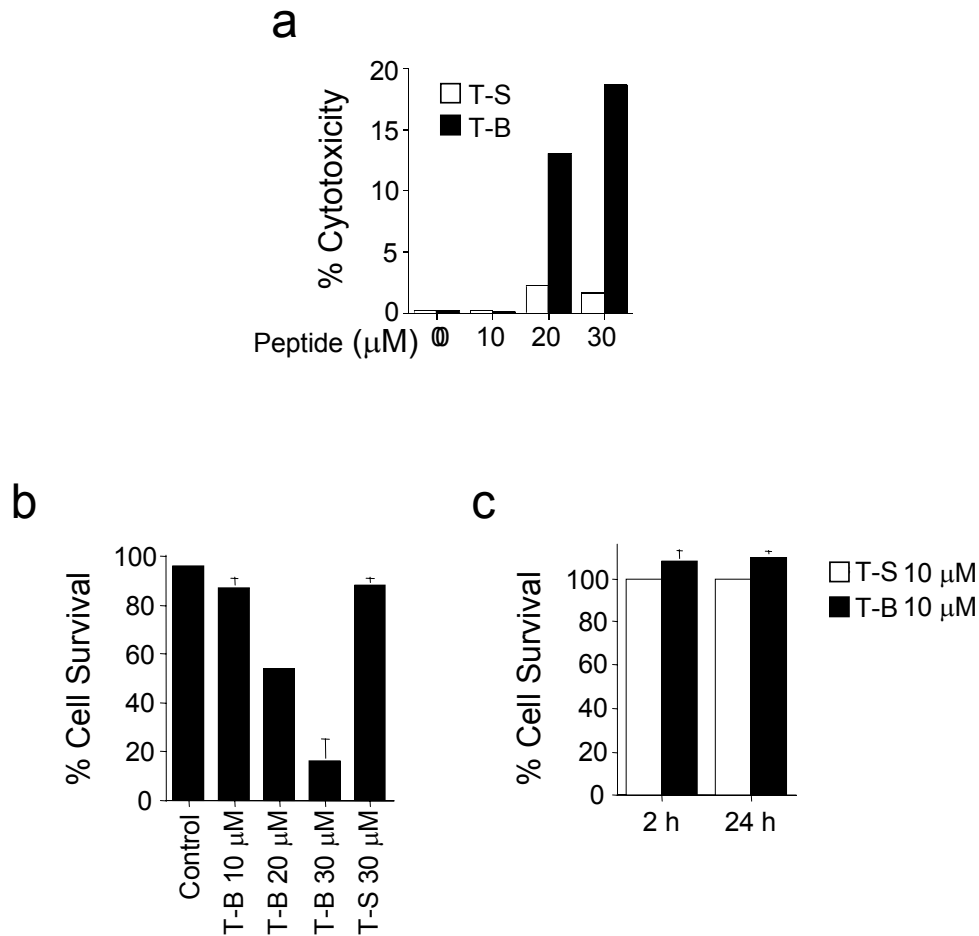 a
% Cytotoxicity
20
15
10
5
0
T-S
T-B
Peptide (μM) 0 10 20 30
b
% Cell Survival
100
80
60
40
20
0
Control
T-B 10 μM
T-B 20 μM
T-B 30 μM
T-S 30 μM
c
% Cell Survival
100
80
60
40
20
0
2 h 24 h
T-S 10 μM
T-B 10 μM